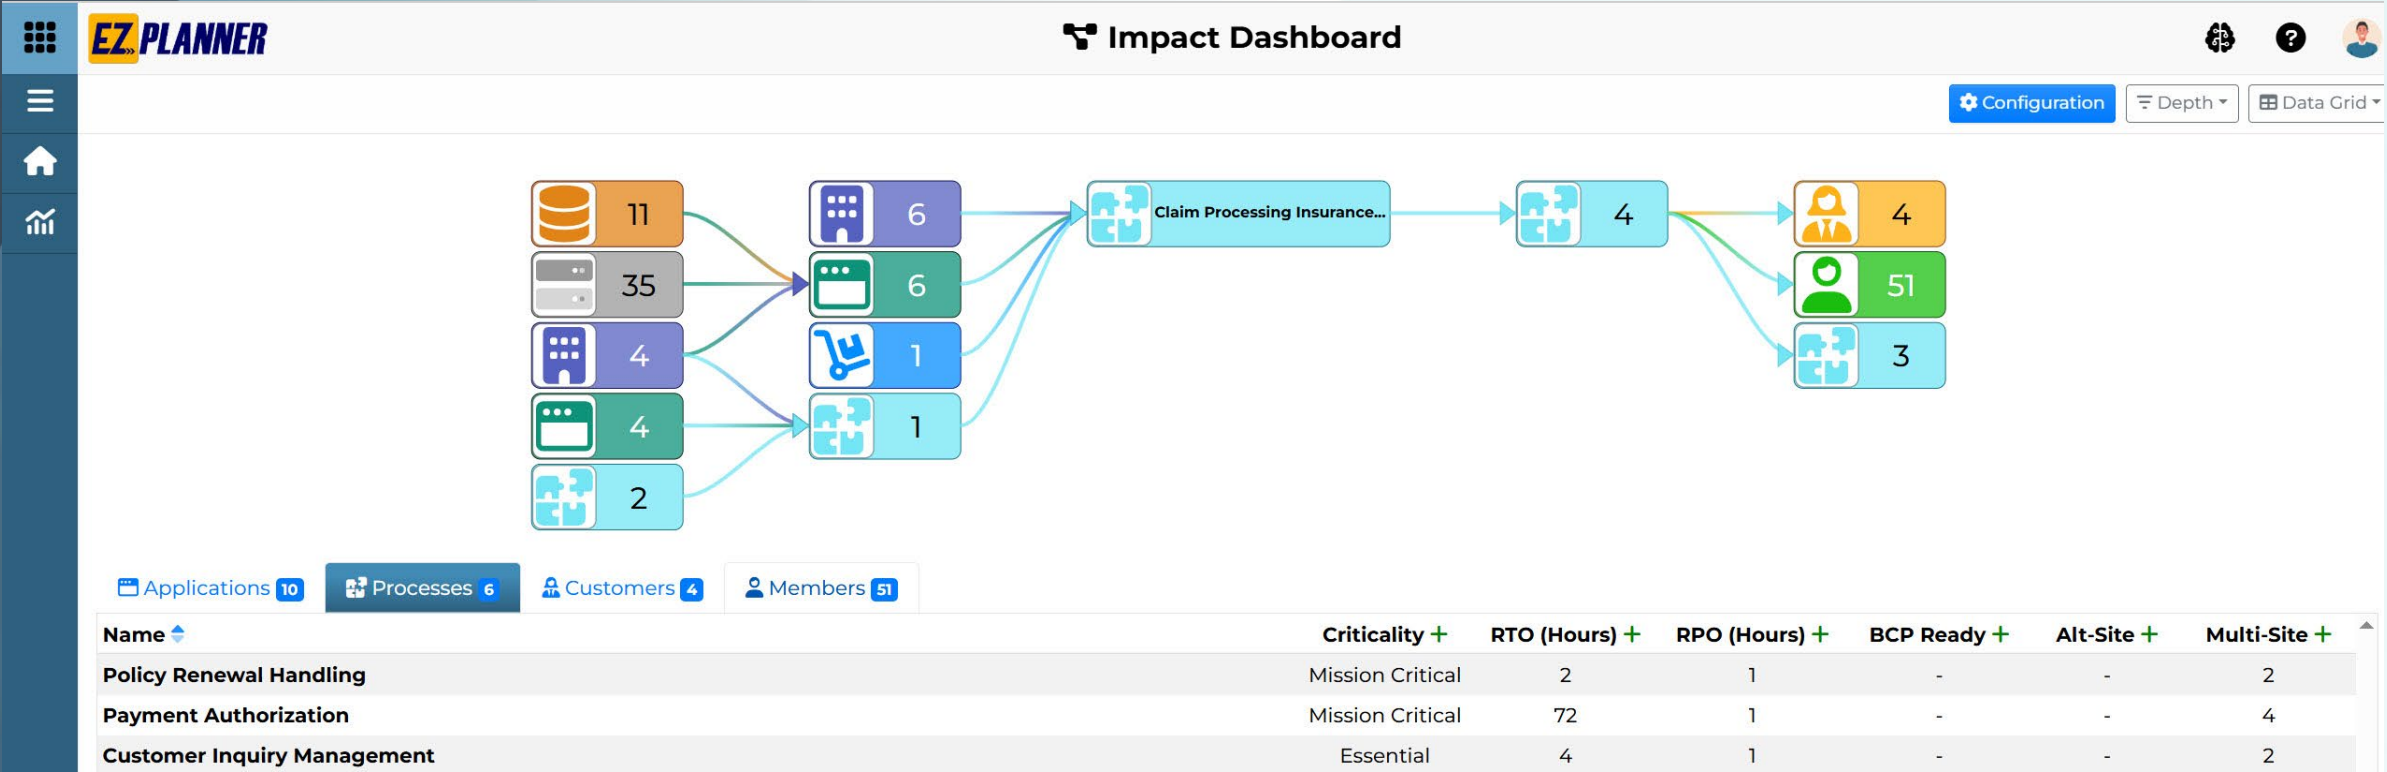 EZ PLANNER
Impact Dashboard
Configuration Depth Data Grid
11 6 Claim Processing Insurance... 4 4
35 6 51
4 1 3
4 1
2
Applications 10 Processes 6 Customers 4 Members 51
Name Criticality + RTO (Hours) + RPO (Hours) + BCP Ready + Alt-Site + Multi-Site +
Policy Renewal Handling Mission Critical 2 1 - - 2
Payment Authorization Mission Critical 72 1 - - 4
Customer Inquiry Management Essential 4 1 - - 2